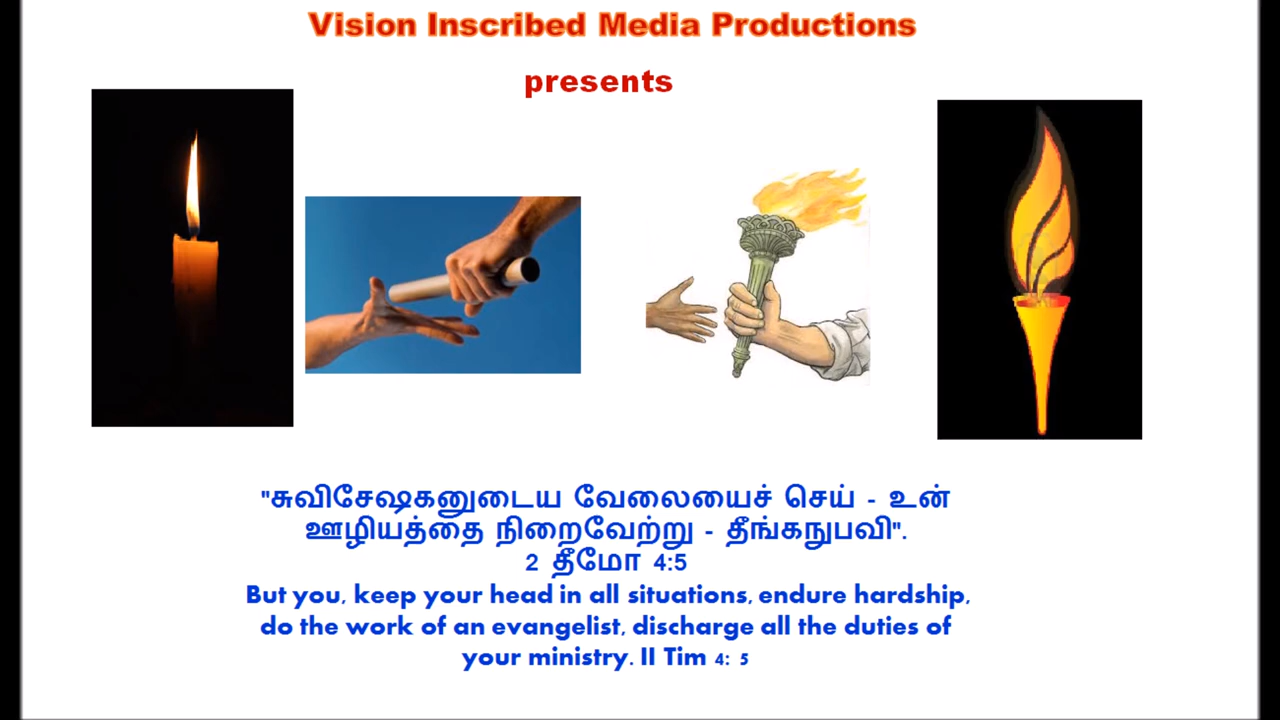 Vision Inscribed Media Productions
presents
"சுவிசேஷகனுடைய வேலையைச் செய் - உன்
ஊழியத்தை நிறைவேற்று - தீங்கநுபவி".
2 தீமோ 4:5
But you, keep your head in all situations, endure hardship,
do the work of an evangelist, discharge all the duties of
your ministry. II Tim 4: 5